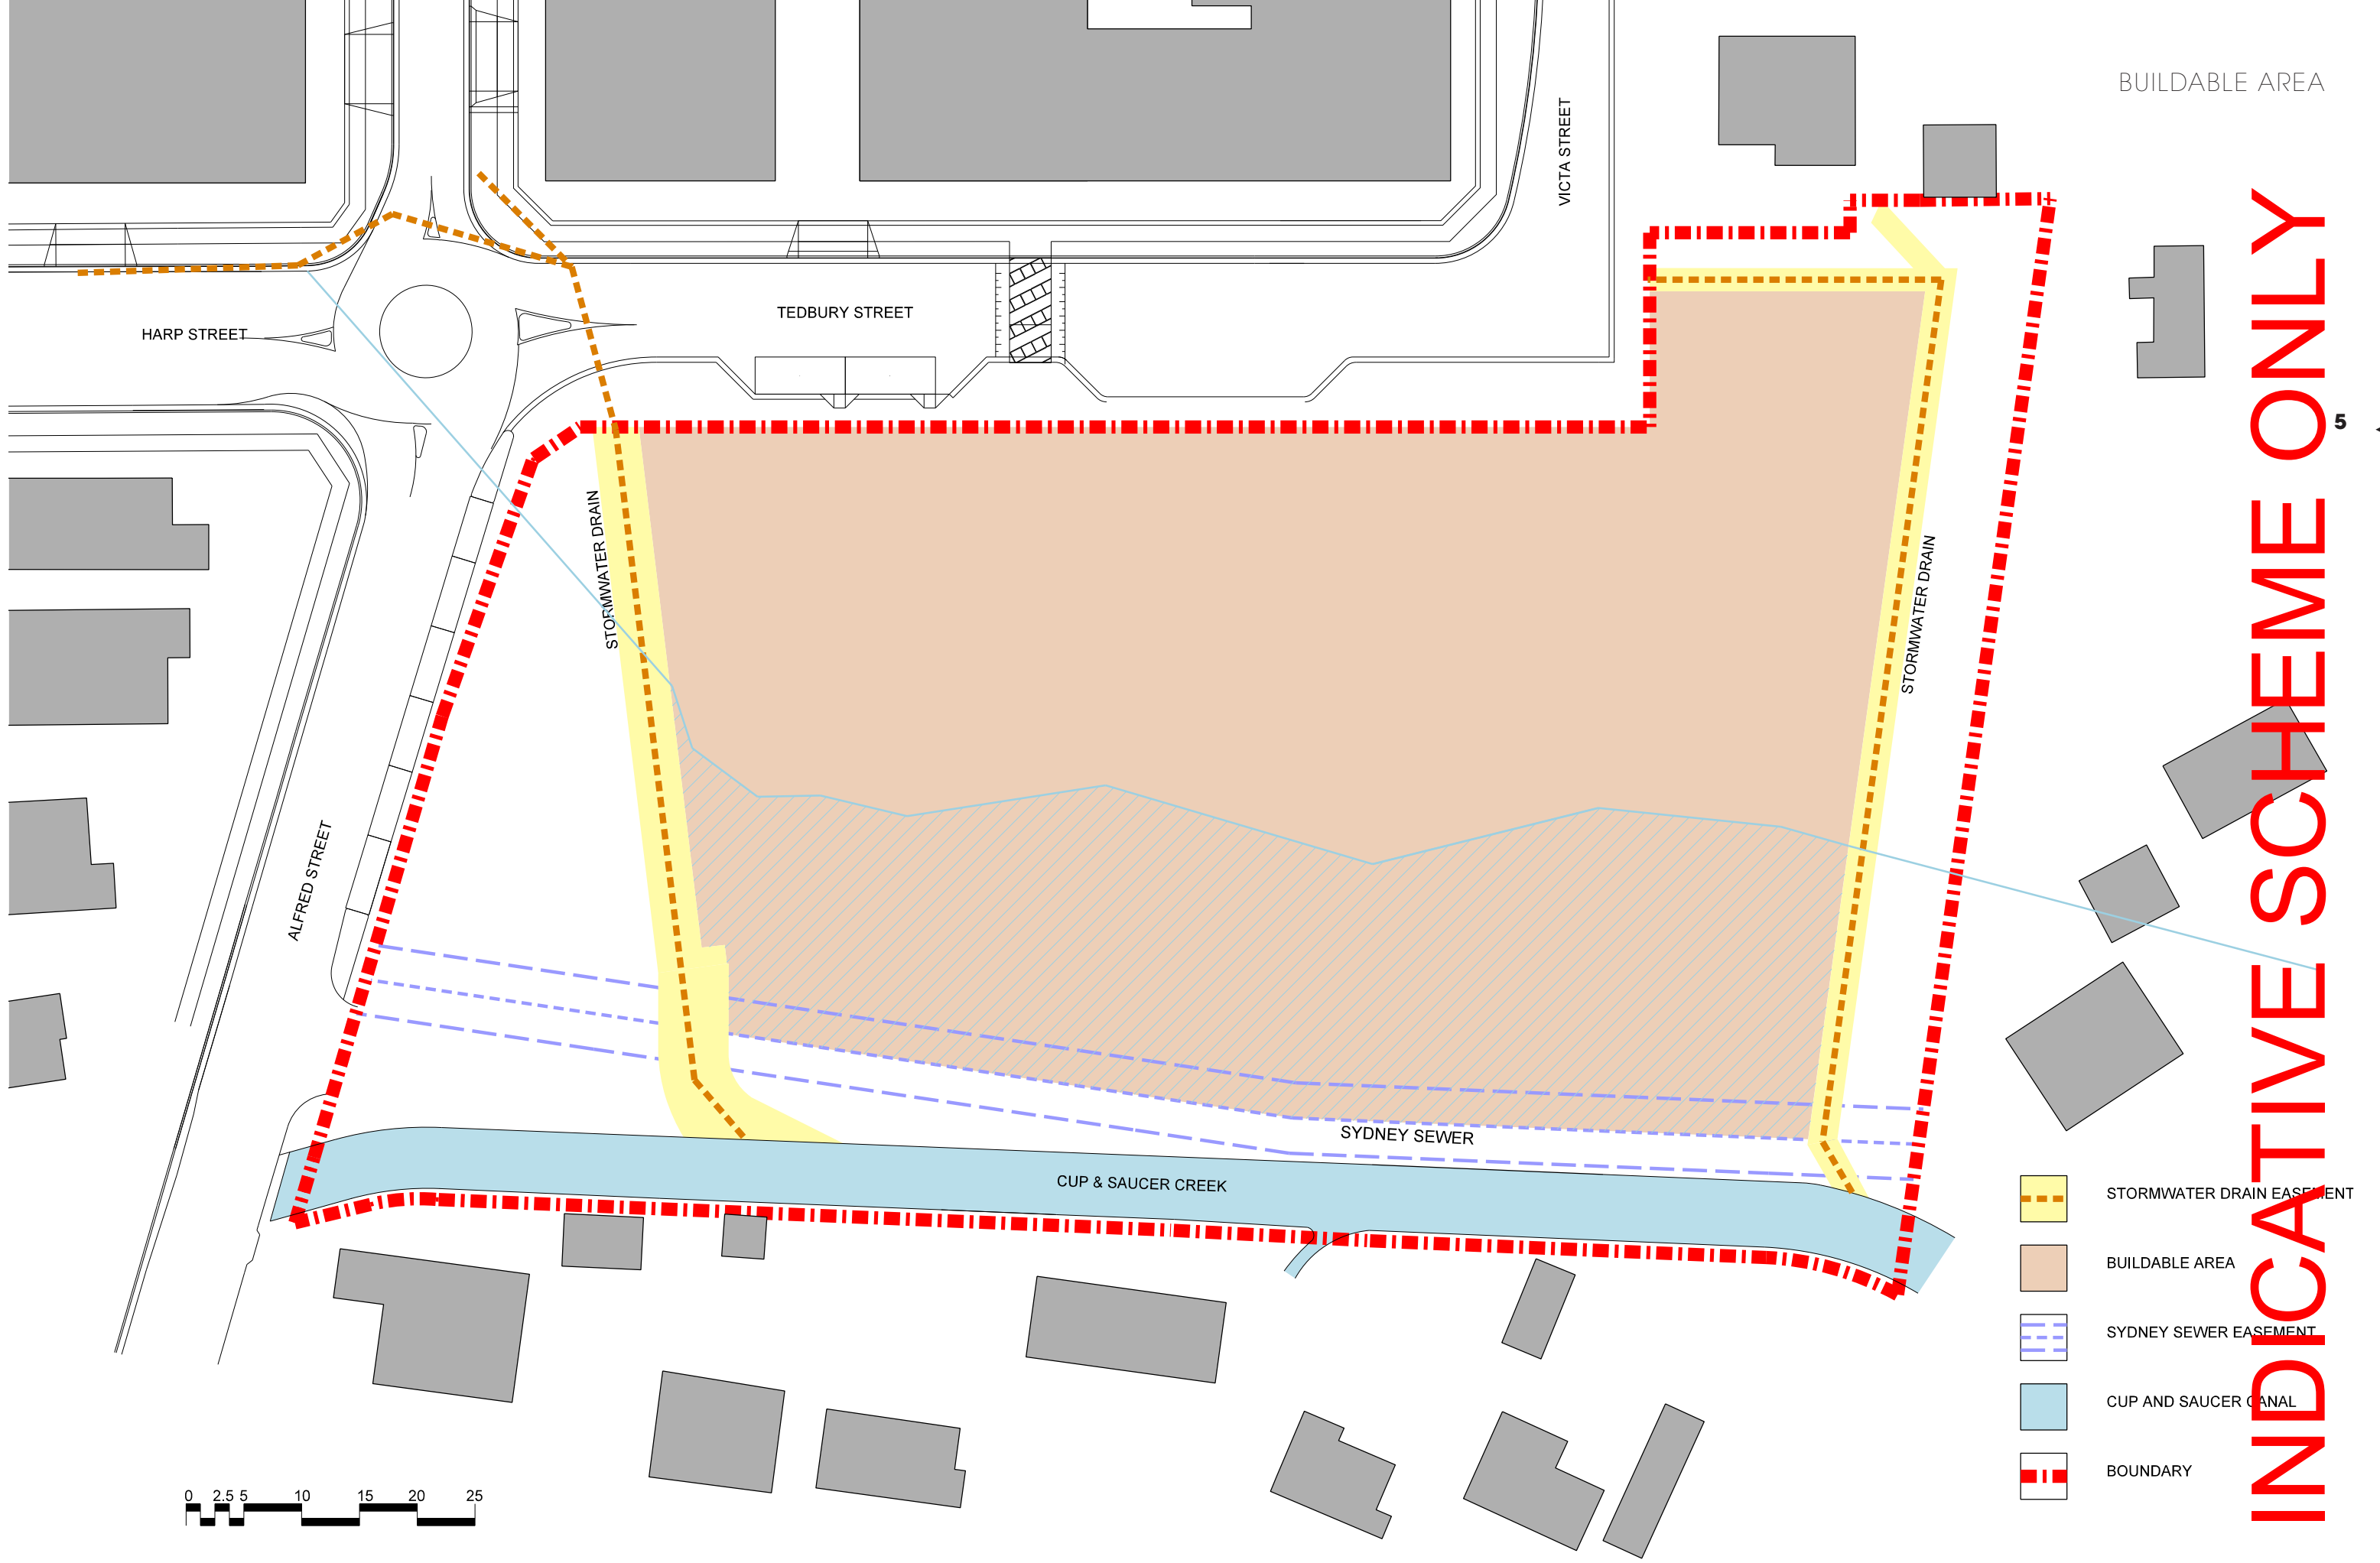 BUILDABLE AREA
VICTA STREET
TEDBURY STREET
HARP STREET
5
STORMWATER DRAIN
STORMWATER DRAIN
ALFRED STREET
SYDNEY SEWER
CUP & SAUCER CREEK
STORMWATER DRAIN EASEMENT
BUILDABLE AREA
SYDNEY SEWER EASEMENT
CUP AND SAUCER CANAL
BOUNDARY
0 2.5 5 10 15 20 25
INDICATIVE SCHEME ONLY